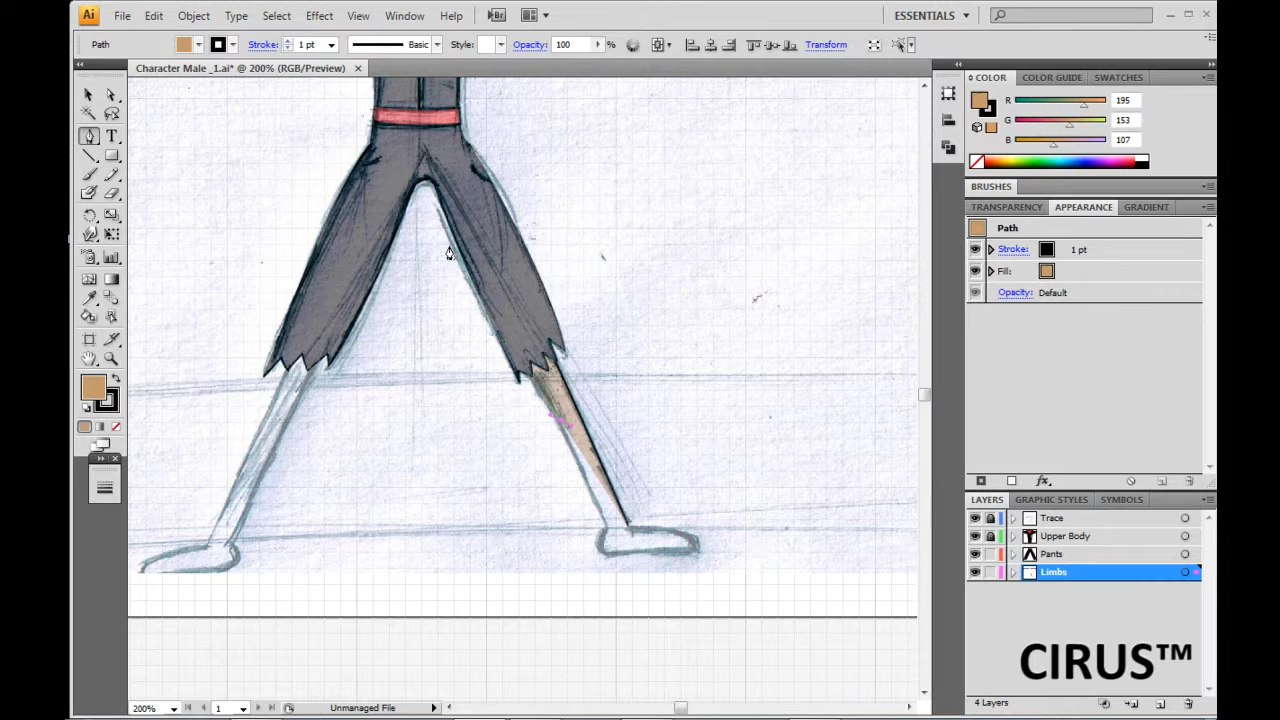 Ai File Edit Object Type Select Effect View Window Help Br ESSENTIALS
Path Stroke: 1 pt Basic Style: Opacity: 100 % Transform
Character Male _1.ai* @ 200% (RGB/Preview)
COLOR COLOR GUIDE SWATCHES
R 195
G 153
B 107
BRUSHES
TRANSPARENCY APPEARANCE GRADIENT
Path
Stroke: 1 pt
Fill:
Opacity: Default
fx
LAYERS GRAPHIC STYLES SYMBOLS
Trace
Upper Body
Pants
Limbs
CIRUS™
4 Layers
200% 1 Unmanaged File